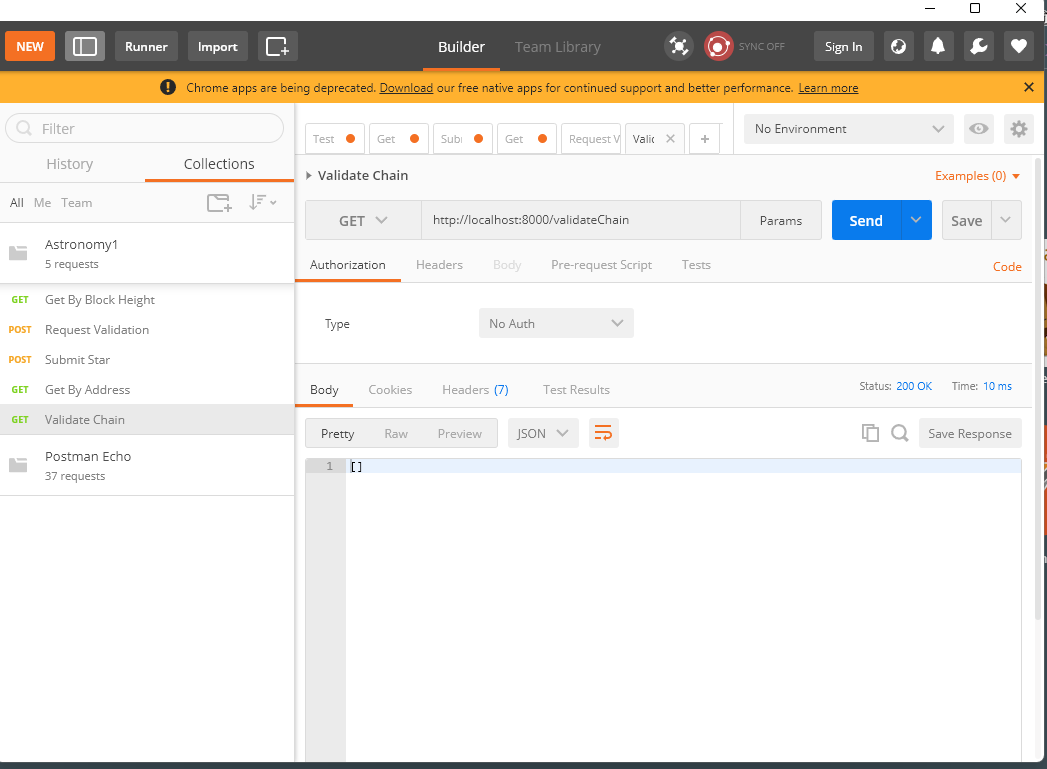 NEW Runner Import Builder Team Library SYNC OFF Sign In
Chrome apps are being deprecated. Download our free native apps for continued support and better performance. Learn more
Filter
History Collections
All Me Team
Astronomy1
5 requests
GET Get By Block Height
POST Request Validation
POST Submit Star
GET Get By Address
GET Validate Chain
Postman Echo
37 requests
Test Get Sub Get Request V Valid +
No Environment
Validate Chain Examples (0)
GET http://localhost:8000/validateChain Params Send Save
Authorization Headers Body Pre-request Script Tests Code
Type No Auth
Body Cookies Headers (7) Test Results Status: 200 OK Time: 10 ms
Pretty Raw Preview JSON Save Response
1 []